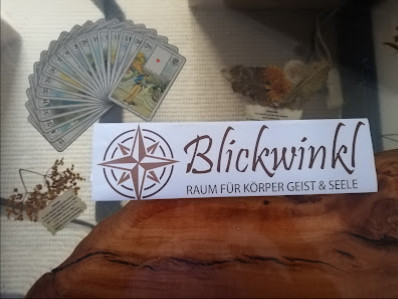 Blickwinkl
RAUM FÜR KÖRPER GEIST & SEELE